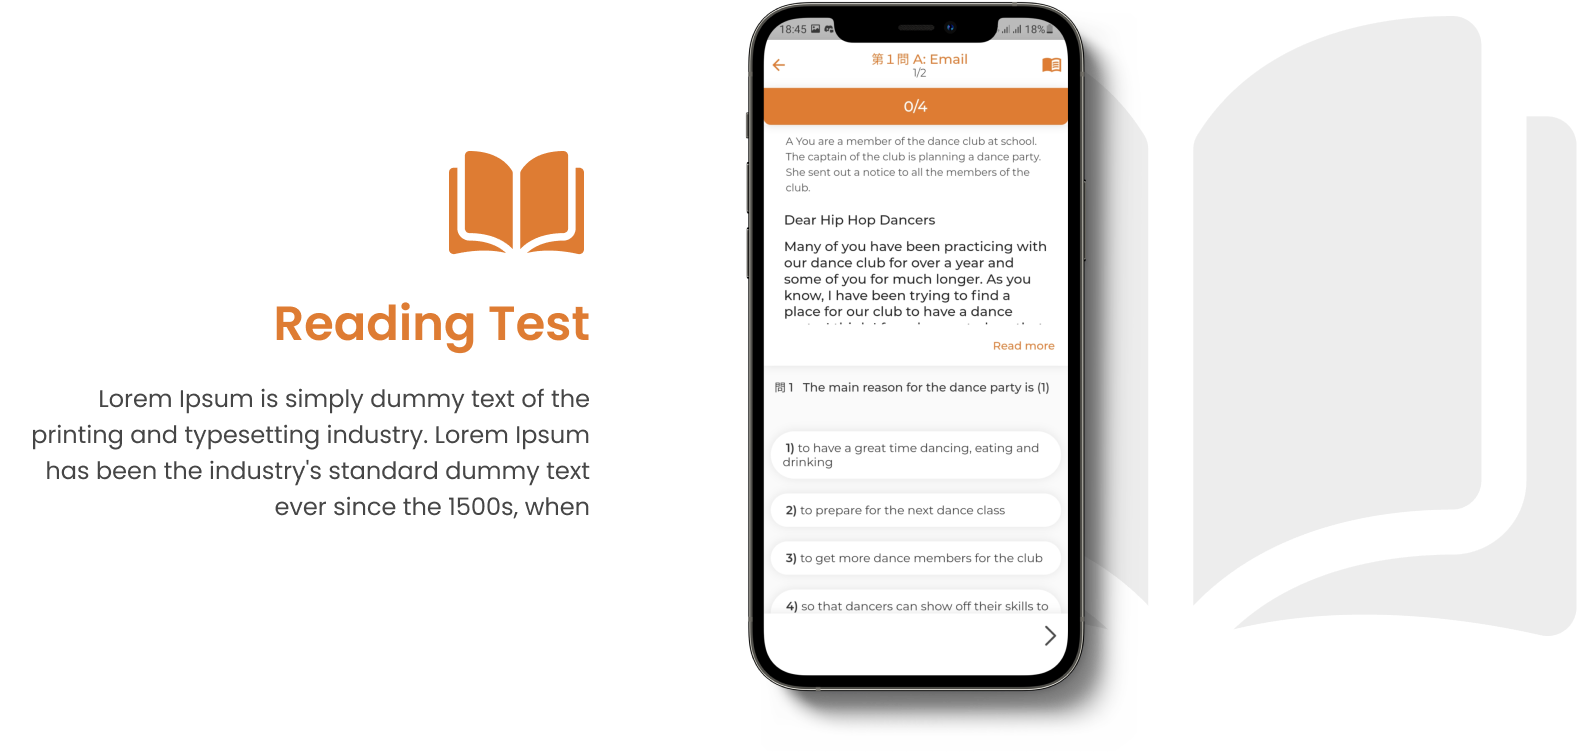 Reading Test
Lorem Ipsum is simply dummy text of the
printing and typesetting industry. Lorem Ipsum
has been the industry's standard dummy text
ever since the 1500s, when
18:45
18%
第1問 A: Email
1/2
0/4
A You are a member of the dance club at school.
The captain of the club is planning a dance party.
She sent out a notice to all the members of the
club.
Dear Hip Hop Dancers
Many of you have been practicing with
our dance club for over a year and
some of you for much longer. As you
know, I have been trying to find a
place for our club to have a dance
Read more
問1 The main reason for the dance party is (1)
1) to have a great time dancing, eating and
drinking
2) to prepare for the next dance class
3) to get more dance members for the club
4) so that dancers can show off their skills to